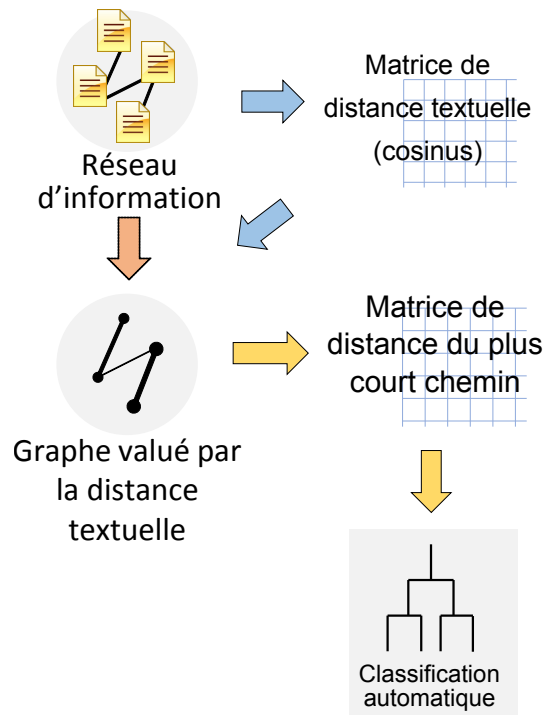 Réseau
d'information
Matrice de
distance textuelle
(cosinus)
Graphe valué par
la distance
textuelle
Matrice de
distance du plus
court chemin
Classification
automatique